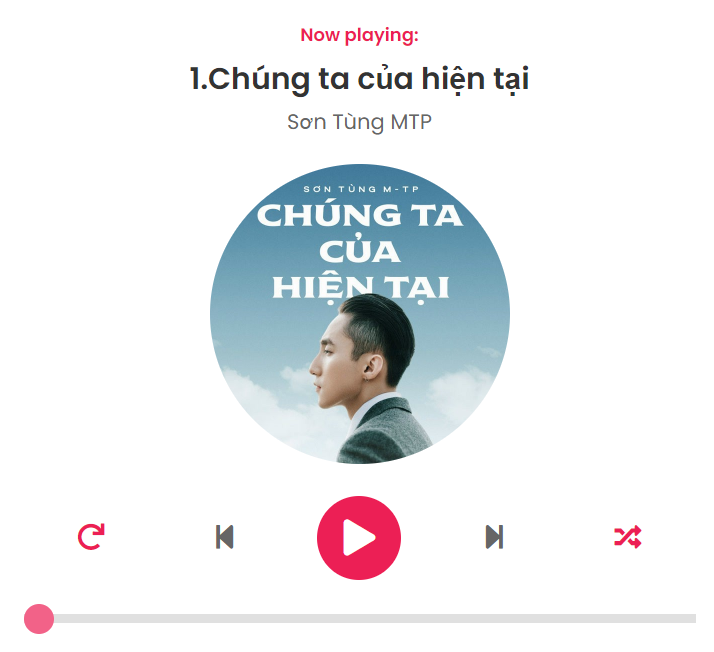 Now playing:
1.Chúng ta của hiện tại
Sơn Tùng MTP
SƠN TÙNG M-TP
CHÚNG TA
CỦA
HIỆN TẠI